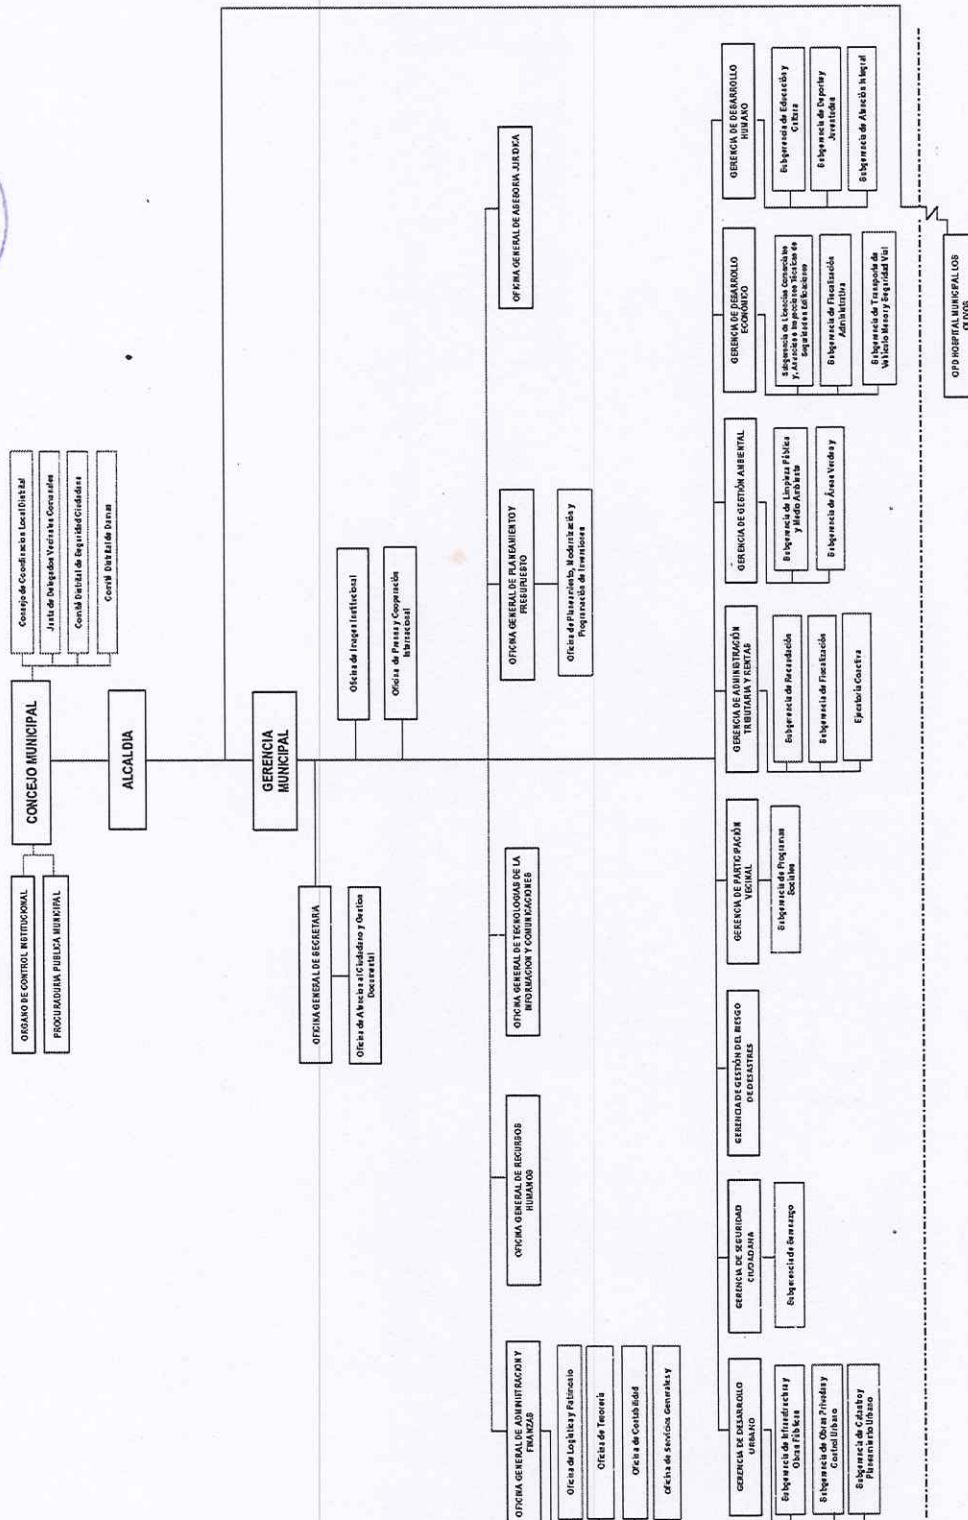 CONCEJO MUNICIPAL
Consejo de Coordinación Local Distrital
Junta de Delegados Vecinales Comunales
Comité Distrital de Seguridad Ciudadana
Comité Distrital de Damas
ORGANO DE CONTROL INSTITUCIONAL
PROCURADURIA PUBLICA MUNICIPAL
ALCALDIA
GERENCIA
MUNICIPAL
OFICINA GENERAL DE SECRETARIA
Oficina de Atencion al Ciudadano y Gestion
Documental
Oficina de Imagen Institucional
Oficina de Prensa y Cooperación
Internacional
OFICINA GENERAL DE ADMINISTRACION Y
FINANZAS
Oficina de Logística y Patrimonio
Oficina de Tesorería
Oficina de Contabilidad
Oficina de Servicios Generales y
OFICINA GENERAL DE RECURSOS
HUMANOS
OFICINA GENERAL DE TECNOLOGIAS DE LA
INFORMACION Y COMUNICACIONES
OFICINA GENERAL DE PLANEAMIENTO Y
PRESUPUESTO
Oficina de Planeamiento, Modernización y
Programación de Inversiones
OFICINA GENERAL DE ASESORIA JURIDICA
GERENCIA DE DESARROLLO
URBANO
Subgerencia de Infraestructura y
Obras Públicas
Subgerencia de Obras Privadas y
Control Urbano
Subgerencia de Catastro y
Planeamiento Urbano
GERENCIA DE SEGURIDAD
CIUDADANA
Subgerencia de Serenazgo
GERENCIA DE GESTIÓN DEL RIESGO
DE DESASTRES
GERENCIA DE PARTICIPACIÓN
VECINAL
Subgerencia de Programas
Sociales
GERENCIA DE ADMINISTRACIÓN
TRIBUTARIA Y RENTAS
Subgerencia de Recaudación
Subgerencia de Fiscalización
Ejecutoria Coactiva
GERENCIA DE GESTIÓN AMBIENTAL
Subgerencia de Limpieza Pública
y Medio Ambiente
Subgerencia de Áreas Verdes y
GERENCIA DE DESARROLLO
ECONOMICO
Subgerencia de Licencias Comerciales
y, Anuncios e Inspecciones Técnicas de
Seguridad en Edificaciones
Subgerencia de Fiscalización
Administrativa
Subgerencia de Transporte de
Vehículo Menor y Seguridad Vial
GERENCIA DE DESARROLLO
HUMANO
Subgerencia de Educación y
Cultura
Subgerencia de Deporte y
Juventudes
Subgerencia de Atención Integral
OPD HOSPITAL MUNICIPAL LOS
OLIVOS